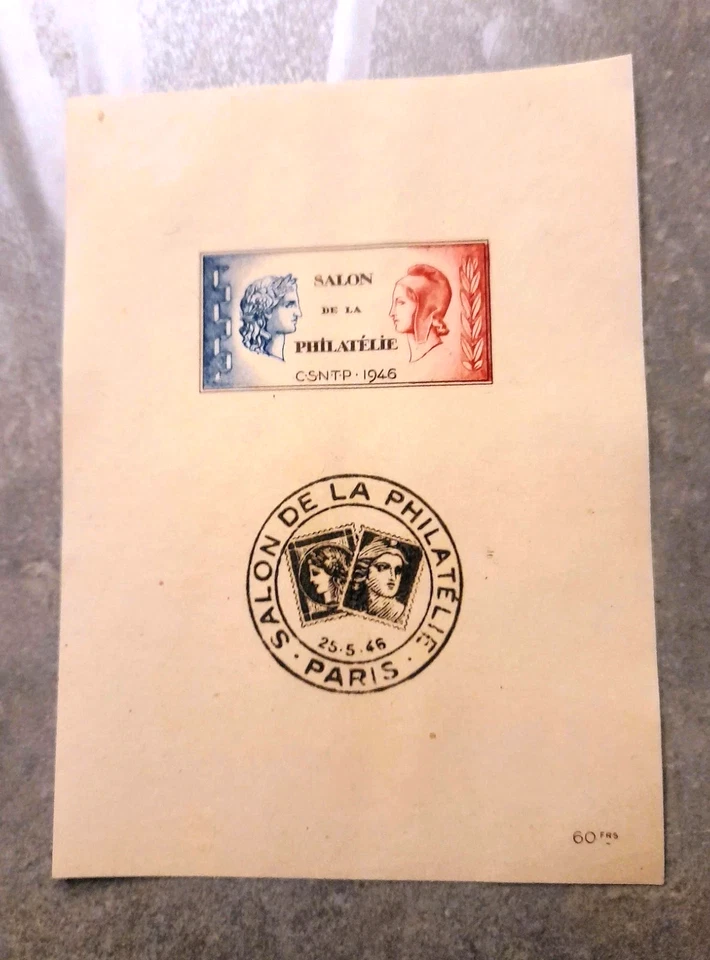 SALON
DE LA
PHILATÉLIE
C·S·N·T·P · 1946
SALON DE LA PHILATÉLIE
25·5·46
· PARIS ·
60 FRS